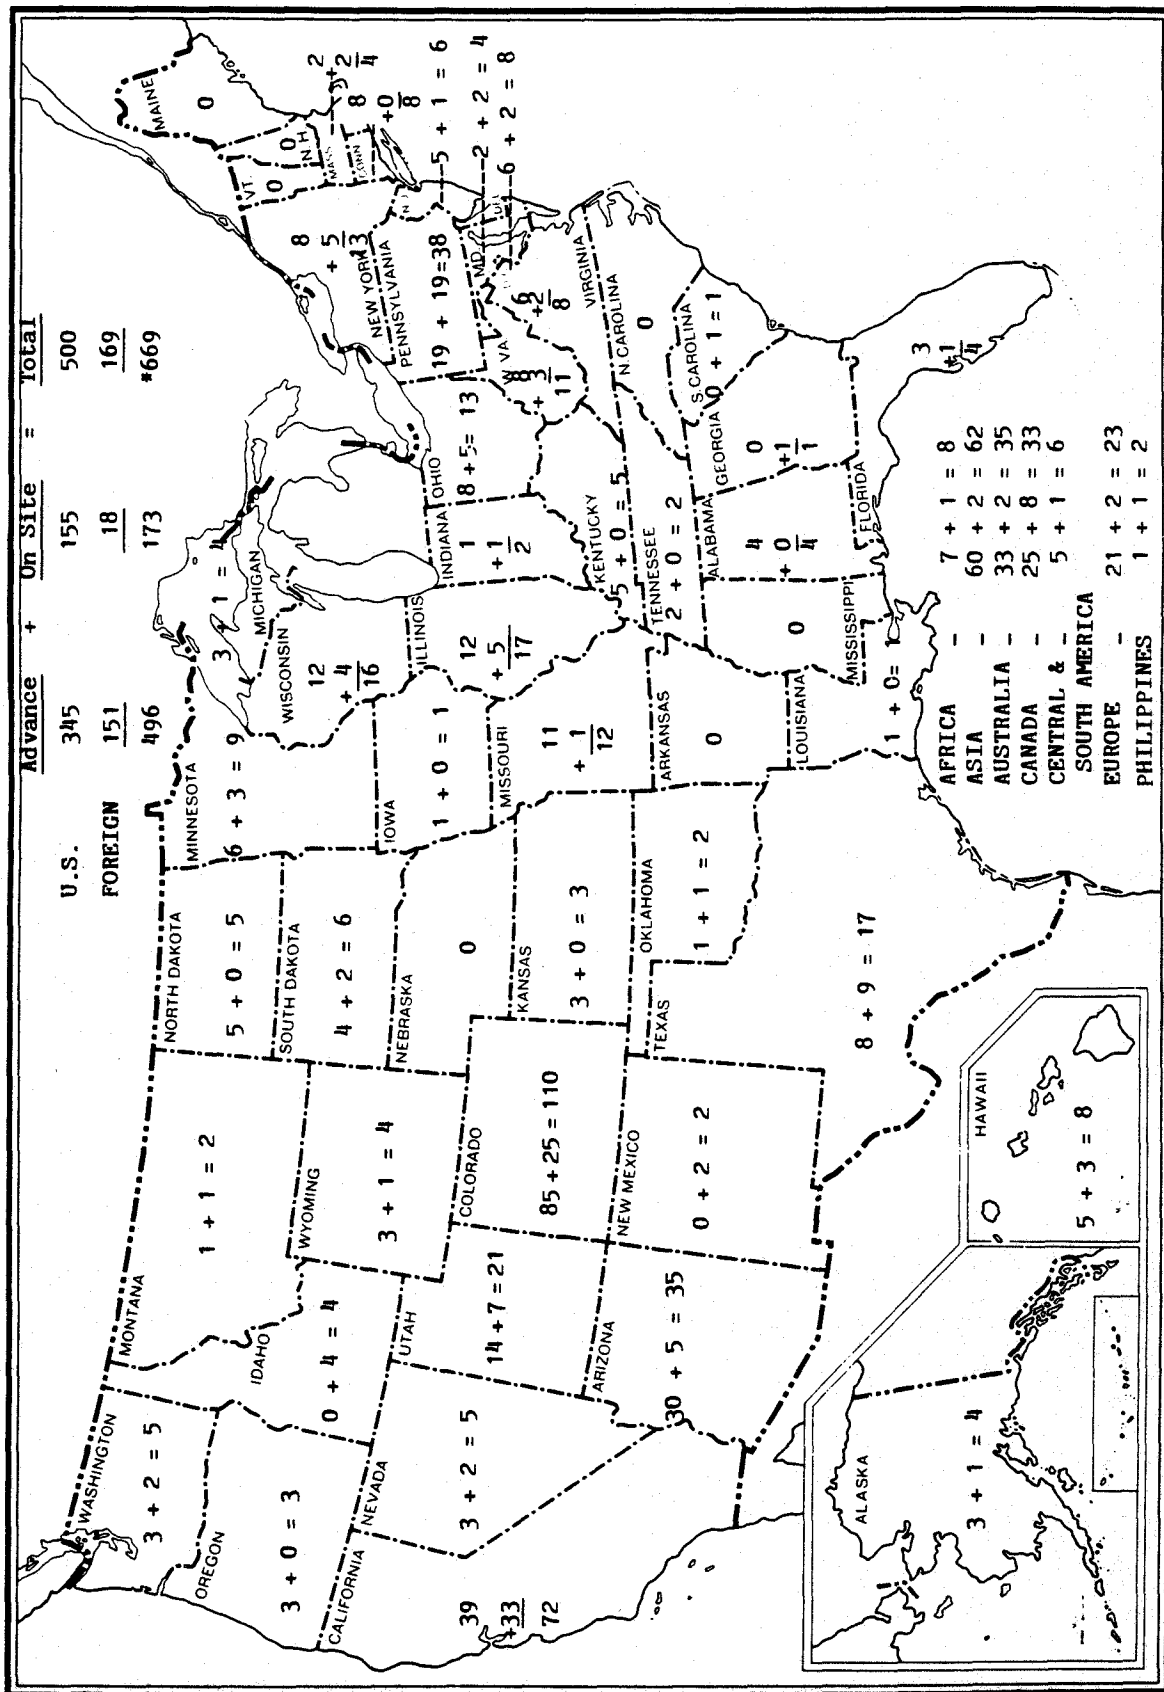 Advance + On Site = Total
U.S. 345 155 500
FOREIGN 151 18 169
496 173 *669
WASHINGTON
3 + 2 = 5
OREGON
3 + 0 = 3
CALIFORNIA
39
+33
72
NEVADA
3 + 2 = 5
IDAHO
0 + 4 = 4
MONTANA
1 + 1 = 2
WYOMING
3 + 1 = 4
UTAH
14 + 7 = 21
COLORADO
85 + 25 = 110
ARIZONA
30 + 5 = 35
NEW MEXICO
0 + 2 = 2
NORTH DAKOTA
5 + 0 = 5
SOUTH DAKOTA
4 + 2 = 6
NEBRASKA
0
KANSAS
3 + 0 = 3
OKLAHOMA
1 + 1 = 2
TEXAS
8 + 9 = 17
MINNESOTA
6 + 3 = 9
IOWA
1 + 0 = 1
MISSOURI
11
+ 1
12
ARKANSAS
0
LOUISIANA
1 + 0 = 1
WISCONSIN
12
+ 4
16
MICHIGAN
3 + 1 = 4
ILLINOIS
12
+ 5
17
INDIANA
1
+1
2
OHIO
8 + 5 = 13
KENTUCKY
5 + 0 = 5
TENNESSEE
2 + 0 = 2
MISSISSIPPI
0
ALABAMA
4
+ 0
4
GEORGIA
0
+1
1
FLORIDA
3
+1
4
S. CAROLINA
0 + 1 = 1
N. CAROLINA
0
VIRGINIA
6
+2
8
W. VA
8
+ 3
11
PENNSYLVANIA
19 + 19 = 38
NEW YORK
8
+ 5
13
VT.
0
N.H.
0
MAINE
0
MASS
+2
+2
4
CONN
8
+0
8
N.J.
5 + 1 = 6
DEL
2 + 2 = 4
MD.
6 + 2 = 8
ALASKA
3 + 1 = 4
HAWAII
5 + 3 = 8
AFRICA - 7 + 1 = 8
ASIA - 60 + 2 = 62
AUSTRALIA - 33 + 2 = 35
CANADA - 25 + 8 = 33
CENTRAL & - 5 + 1 = 6
SOUTH AMERICA
EUROPE - 21 + 2 = 23
PHILIPPINES 1 + 1 = 2